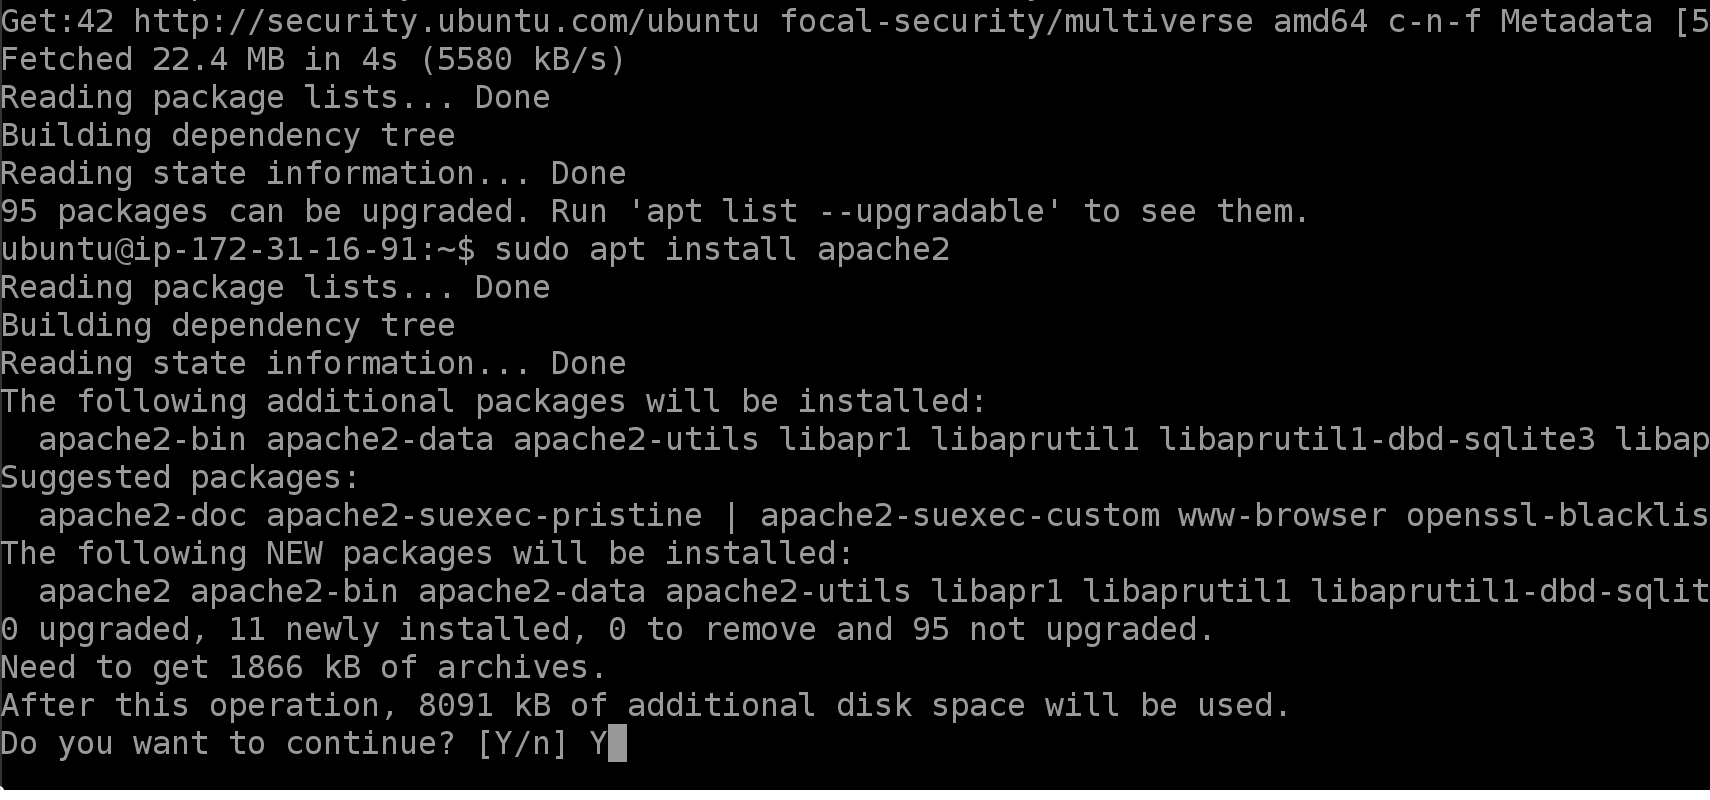 Get:42 http://security.ubuntu.com/ubuntu focal-security/multiverse amd64 c-n-f Metadata [5
Fetched 22.4 MB in 4s (5580 kB/s)
Reading package lists... Done
Building dependency tree
Reading state information... Done
95 packages can be upgraded. Run 'apt list --upgradable' to see them.
ubuntu@ip-172-31-16-91:~$ sudo apt install apache2
Reading package lists... Done
Building dependency tree
Reading state information... Done
The following additional packages will be installed:
  apache2-bin apache2-data apache2-utils libapr1 libaprutil1 libaprutil1-dbd-sqlite3 libap
Suggested packages:
  apache2-doc apache2-suexec-pristine | apache2-suexec-custom www-browser openssl-blacklis
The following NEW packages will be installed:
  apache2 apache2-bin apache2-data apache2-utils libapr1 libaprutil1 libaprutil1-dbd-sqlit
0 upgraded, 11 newly installed, 0 to remove and 95 not upgraded.
Need to get 1866 kB of archives.
After this operation, 8091 kB of additional disk space will be used.
Do you want to continue? [Y/n] Y